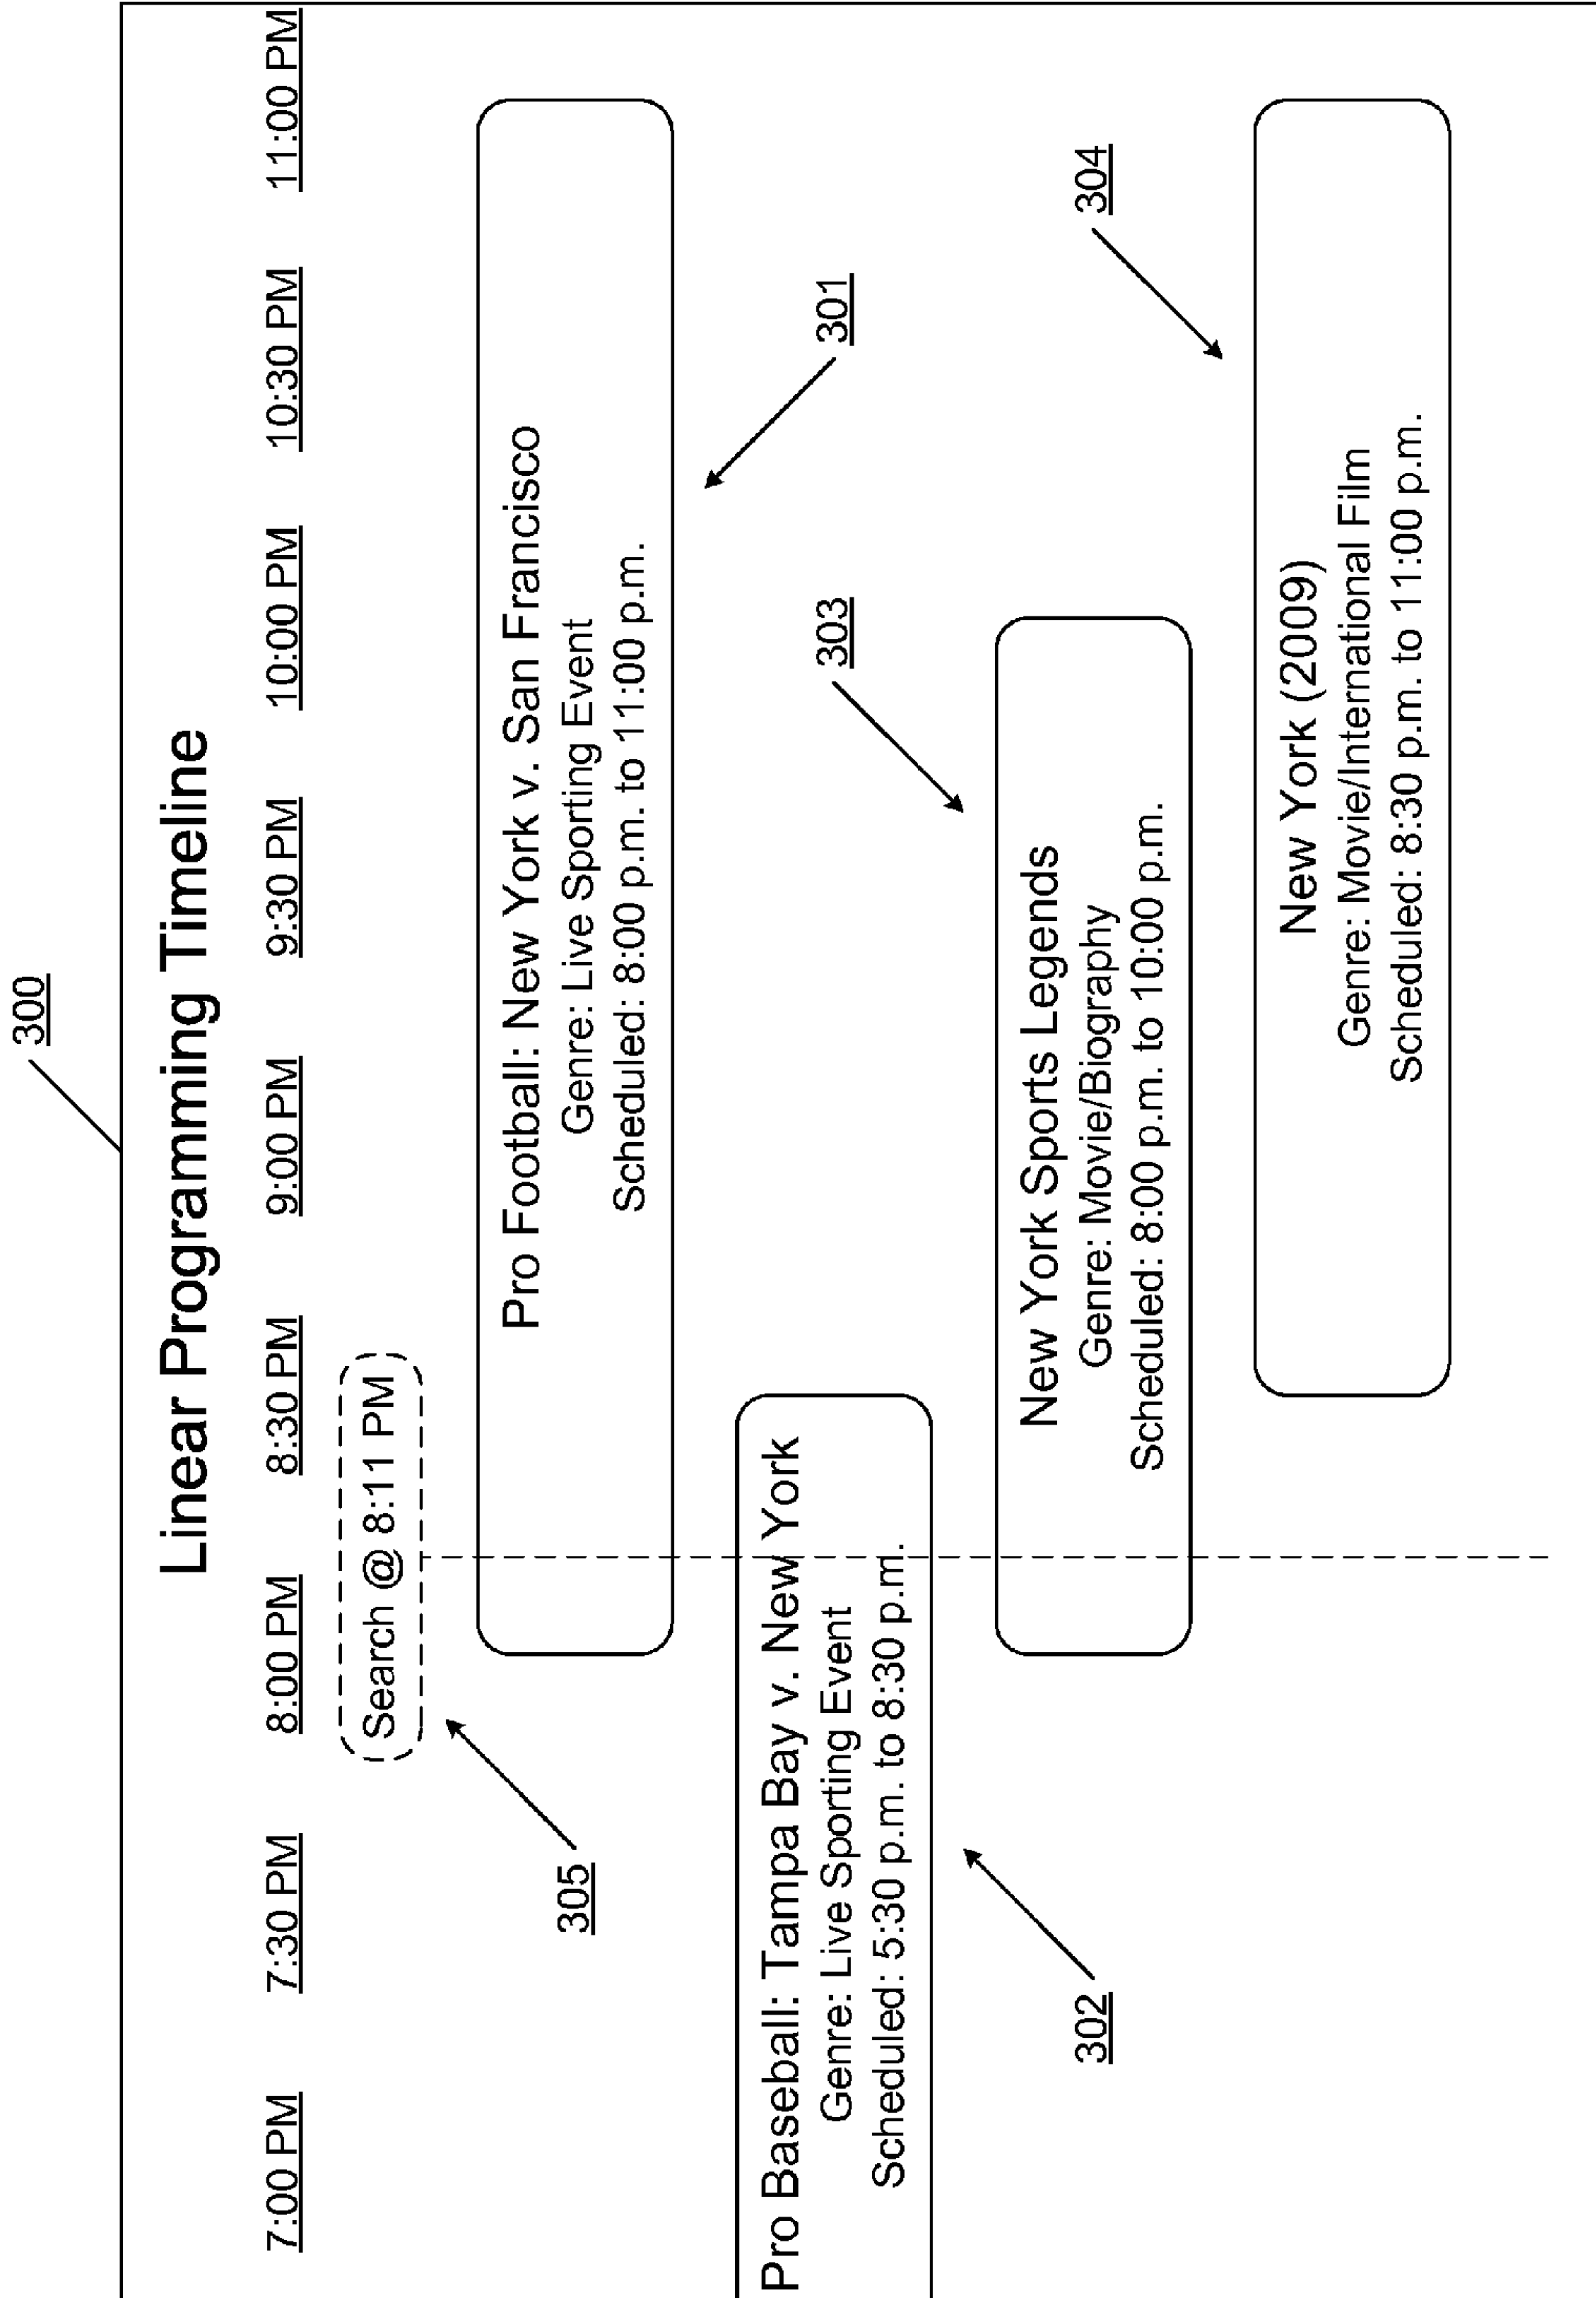 300
Linear Programming Timeline
7:00 PM
7:30 PM
8:00 PM
8:30 PM
9:00 PM
9:30 PM
10:00 PM
10:30 PM
11:00 PM
Search @ 8:11 PM
305
Pro Football: New York v. San Francisco
Genre: Live Sporting Event
Scheduled: 8:00 p.m. to 11:00 p.m.
301
Pro Baseball: Tampa Bay v. New York
Genre: Live Sporting Event
Scheduled: 5:30 p.m. to 8:30 p.m.
302
303
New York Sports Legends
Genre: Movie/Biography
Scheduled: 8:00 p.m. to 10:00 p.m.
304
New York (2009)
Genre: Movie/International Film
Scheduled: 8:30 p.m. to 11:00 p.m.